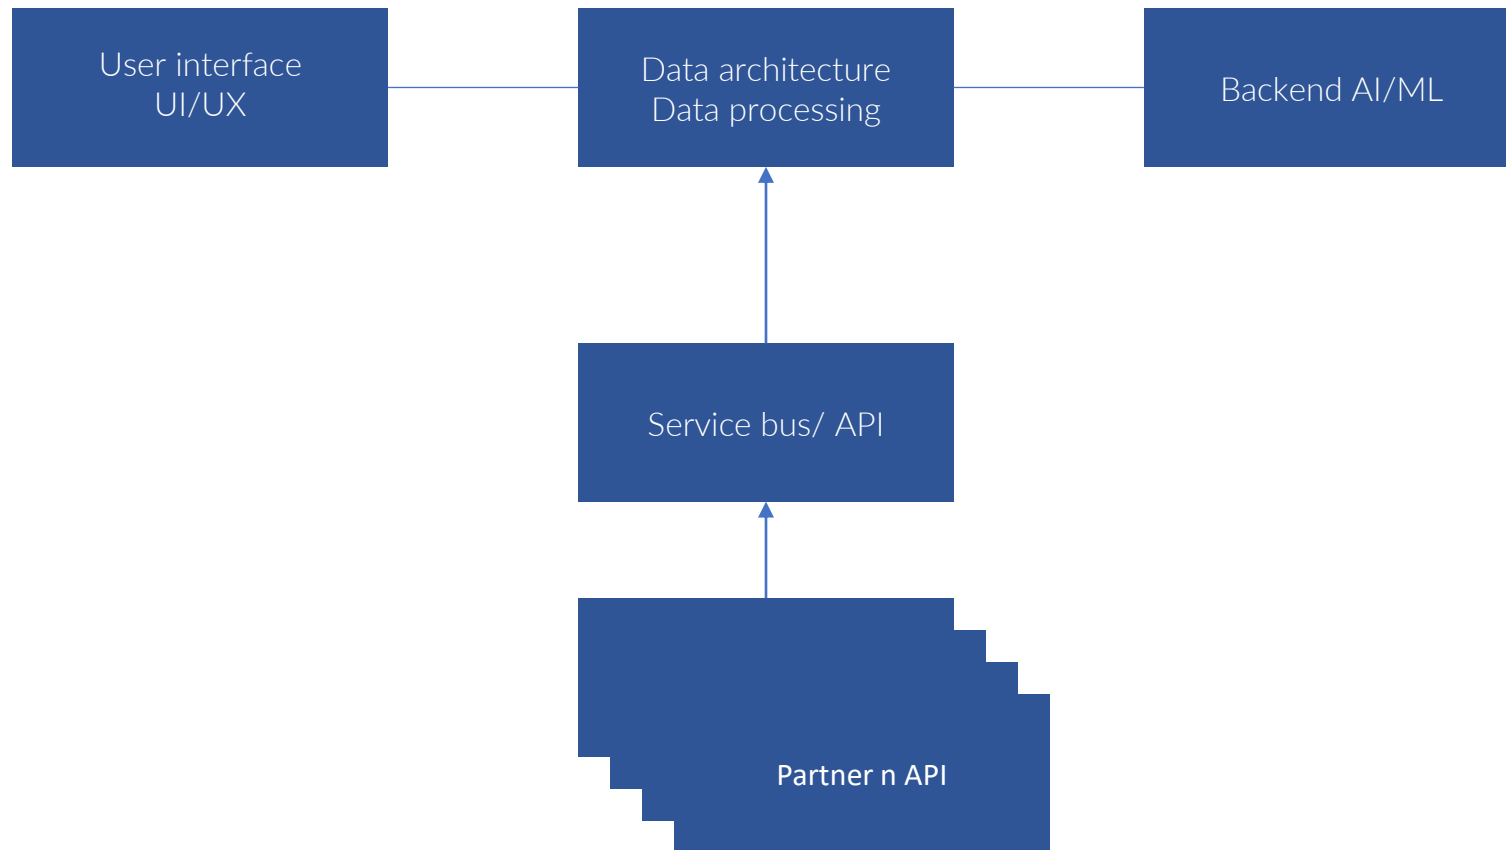 User interface
UI/UX
Data architecture
Data processing
Backend AI/ML
Service bus/ API
Partner n API